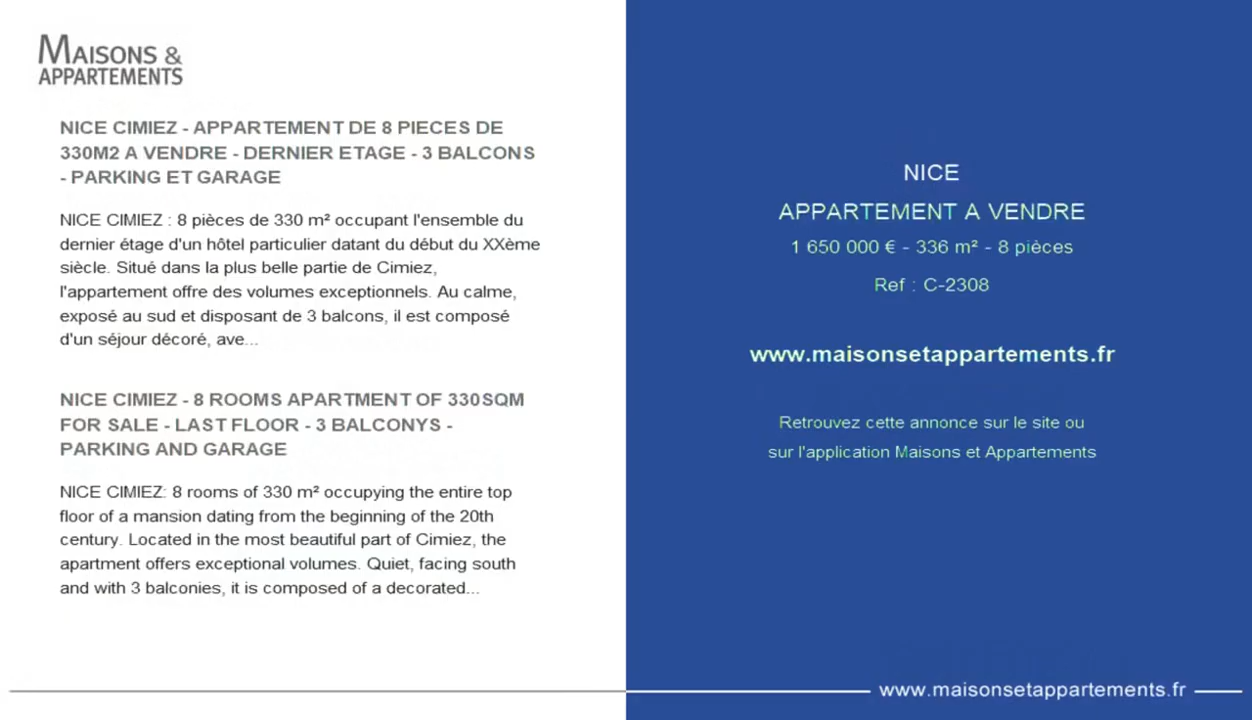 MAISONS &
APPARTEMENTS
NICE CIMIEZ - APPARTEMENT DE 8 PIECES DE
330M2 A VENDRE - DERNIER ETAGE - 3 BALCONS
- PARKING ET GARAGE
NICE CIMIEZ : 8 pièces de 330 m² occupant l'ensemble du
dernier étage d'un hôtel particulier datant du début du XXème
siècle. Situé dans la plus belle partie de Cimiez,
l'appartement offre des volumes exceptionnels. Au calme,
exposé au sud et disposant de 3 balcons, il est composé
d'un séjour décoré, ave...
NICE CIMIEZ - 8 ROOMS APARTMENT OF 330SQM
FOR SALE - LAST FLOOR - 3 BALCONYS -
PARKING AND GARAGE
NICE CIMIEZ: 8 rooms of 330 m² occupying the entire top
floor of a mansion dating from the beginning of the 20th
century. Located in the most beautiful part of Cimiez, the
apartment offers exceptional volumes. Quiet, facing south
and with 3 balconies, it is composed of a decorated...
NICE
APPARTEMENT A VENDRE
1 650 000 € - 336 m² - 8 pièces
Ref : C-2308
www.maisonsetappartements.fr
Retrouvez cette annonce sur le site ou
sur l'application Maisons et Appartements
www.maisonsetappartements.fr